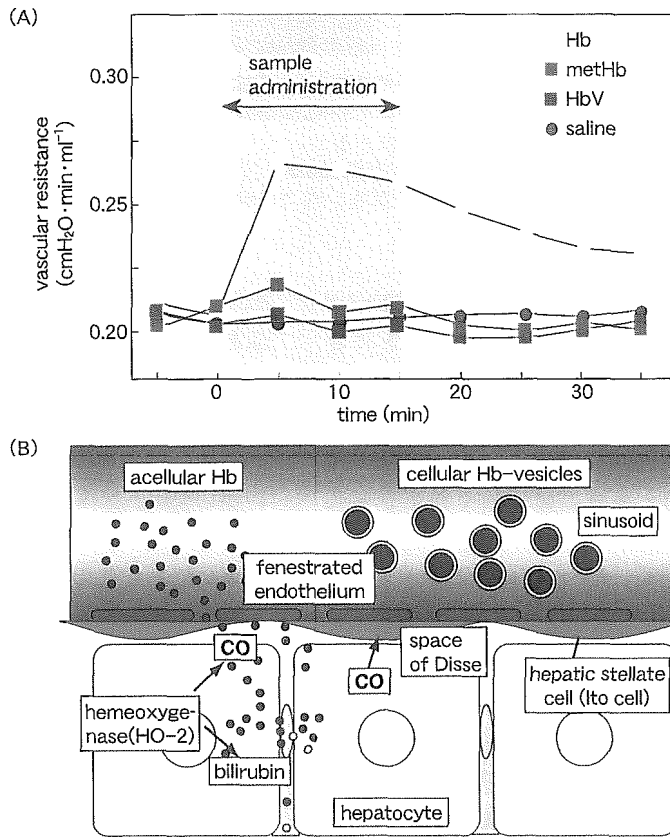 (A)
0.30
0.25
0.20
vascular resistance
(cmH₂O·min·ml⁻¹)
sample
administration
Hb
metHb
HbV
saline
0
10
20
30
time (min)
(B)
acellular Hb
cellular Hb-vesicles
sinusoid
fenestrated
endothelium
CO
space
of Disse
CO
hepatic stellate
cell (Ito cell)
hemeoxyge-
nase(HO-2)
bilirubin
hepatocyte